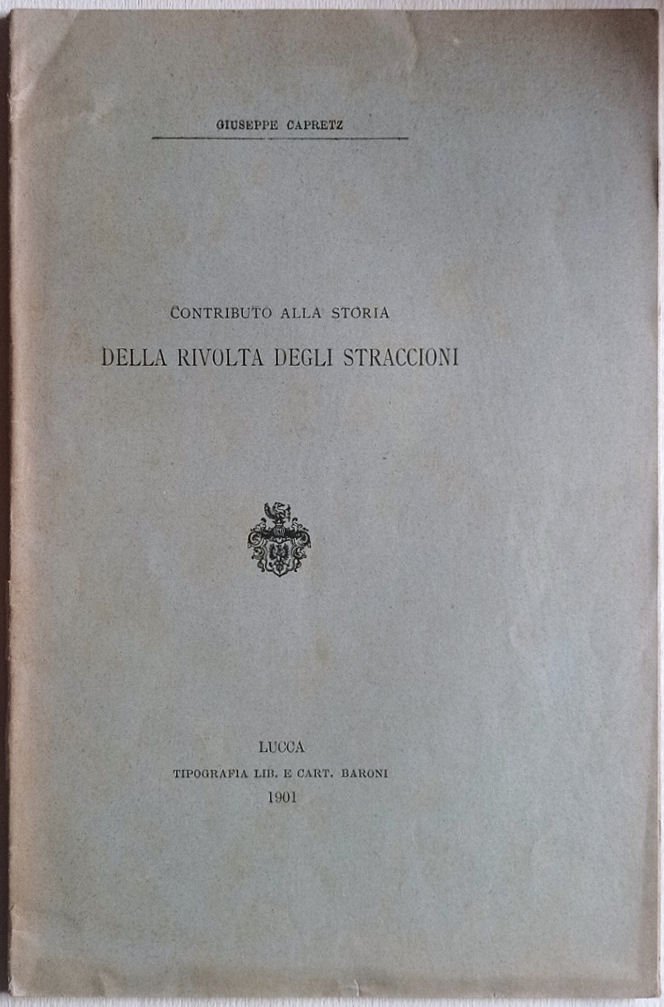 GIUSEPPE CAPRETZ
CONTRIBUTO ALLA STORIA
DELLA RIVOLTA DEGLI STRACCIONI
LUCCA
TIPOGRAFIA LIB. E CART. BARONI
1901